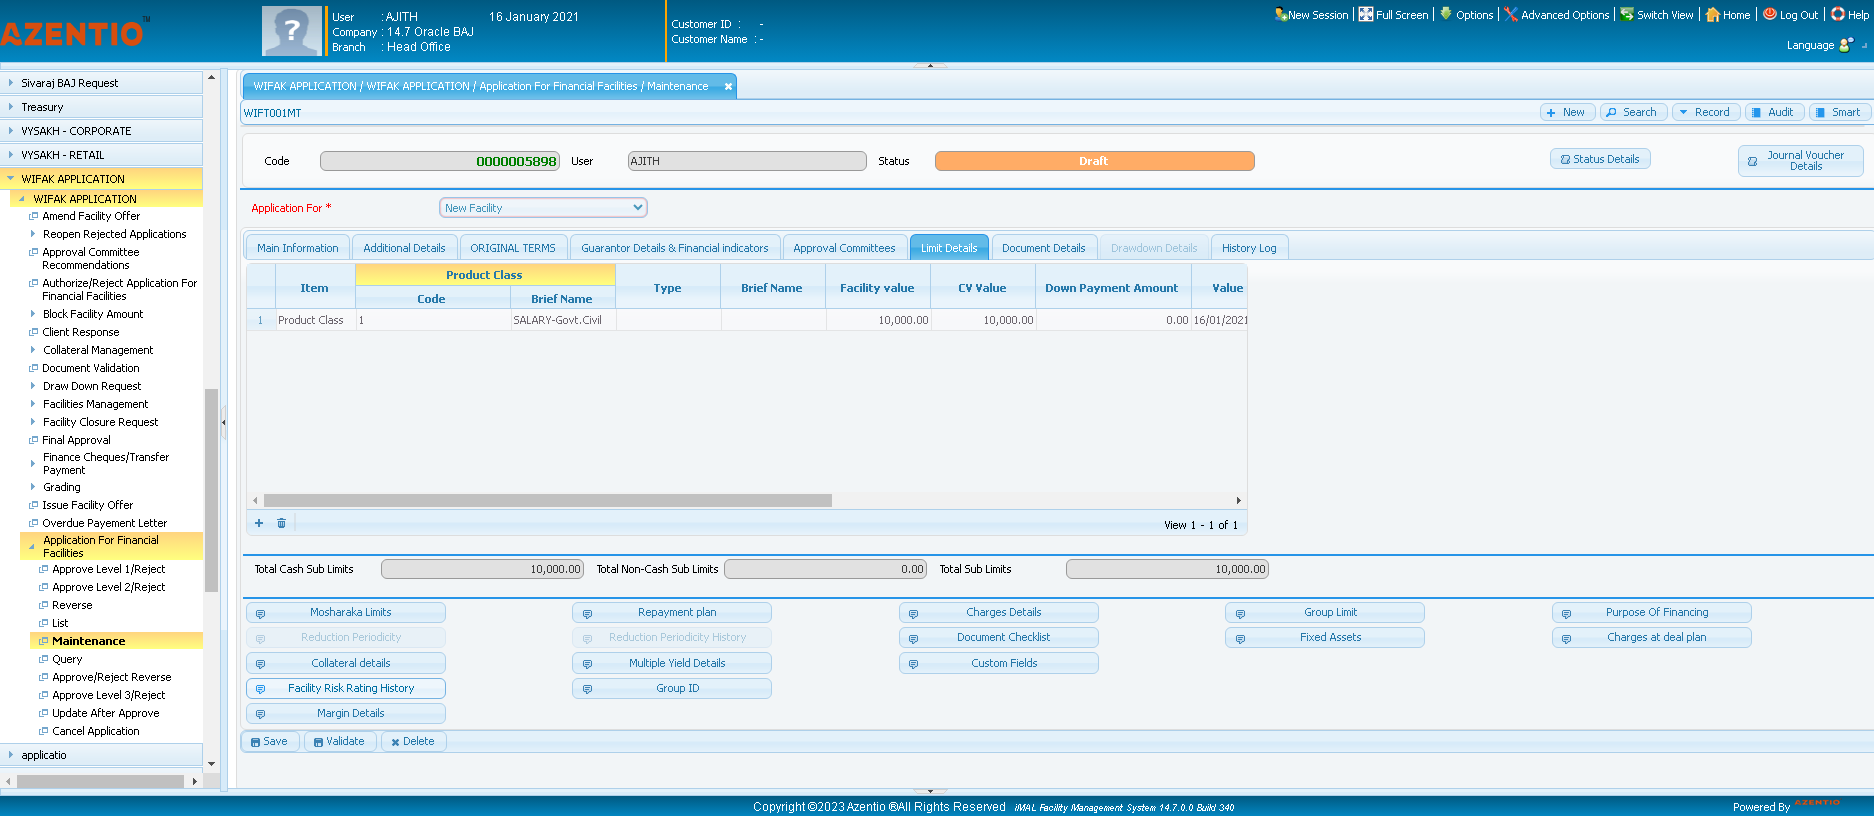 AZENTIO™
User : AJITH 16 January 2021
Company : 14.7 Oracle BAJ
Branch : Head Office
Customer ID : -
Customer Name : -
New Session
Full Screen
Options
Advanced Options
Switch View
Home
Log Out
Help
Language
Sivaraj BAJ Request
Treasury
VYSAKH - CORPORATE
VYSAKH - RETAIL
WIFAK APPLICATION
WIFAK APPLICATION
Amend Facility Offer
Reopen Rejected Applications
Approval Committee
Recommendations
Authorize/Reject Application For
Financial Facilities
Block Facility Amount
Client Response
Collateral Management
Document Validation
Draw Down Request
Facilities Management
Facility Closure Request
Final Approval
Finance Cheques/Transfer
Payment
Grading
Issue Facility Offer
Overdue Payement Letter
Application For Financial
Facilities
Approve Level 1/Reject
Approve Level 2/Reject
Reverse
List
Maintenance
Query
Approve/Reject Reverse
Approve Level 3/Reject
Update After Approve
Cancel Application
applicatio
WIFAK APPLICATION / WIFAK APPLICATION / Application For Financial Facilities / Maintenance
WIFT001MT
New
Search
Record
Audit
Smart
Code 0000005898 User AJITH Status Draft
Status Details
Journal Voucher
Details
Application For * New Facility
Main Information
Additional Details
ORIGINAL TERMS
Guarantor Details & Financial indicators
Approval Committees
Limit Details
Document Details
Drawdown Details
History Log
Item Product Class Type Brief Name Facility value CV Value Down Payment Amount Value
Code Brief Name
1 Product Class 1 SALARY-Govt.Civil 10,000.00 10,000.00 0.00 16/01/2021
View 1 - 1 of 1
Total Cash Sub Limits 10,000.00 Total Non-Cash Sub Limits 0.00 Total Sub Limits 10,000.00
Mosharaka Limits Repayment plan Charges Details Group Limit Purpose Of Financing
Reduction Periodicity Reduction Periodicity History Document Checklist Fixed Assets Charges at deal plan
Collateral details Multiple Yield Details Custom Fields
Facility Risk Rating History Group ID
Margin Details
Save Validate Delete
Copyright ©2023 Azentio ®All Rights Reserved iMAL Facility Management System 14.7.0.0 Build 340
Powered By AZENTIO